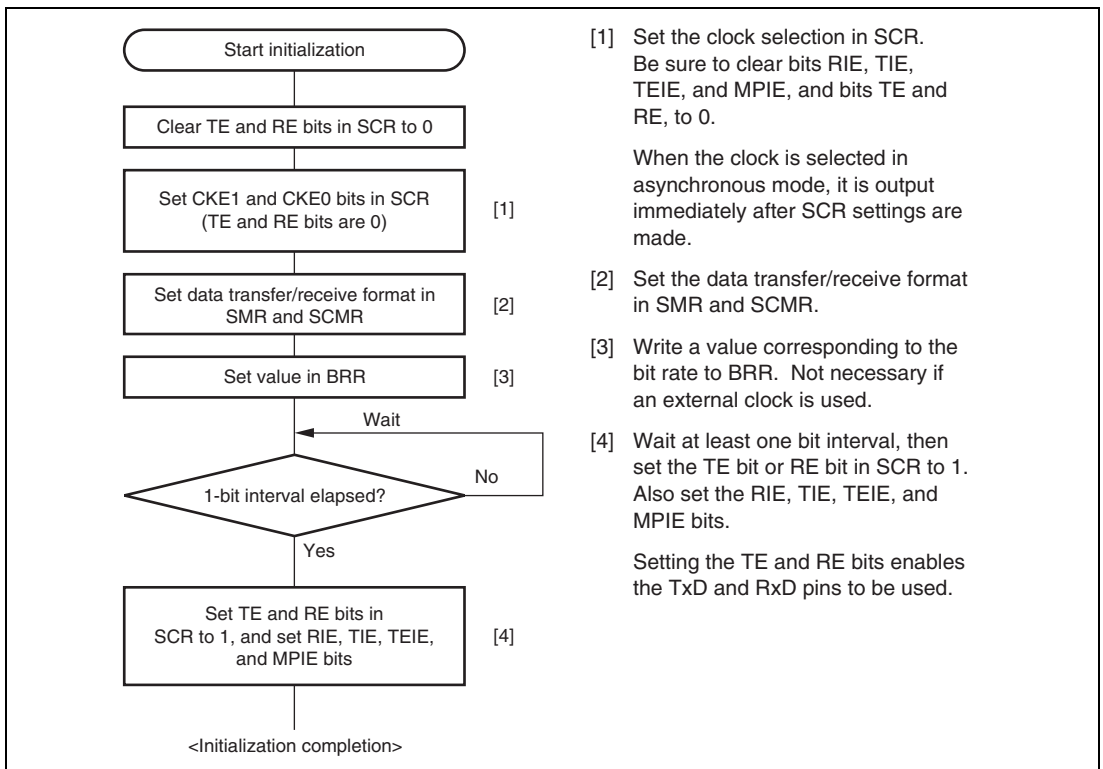 Start initialization
Clear TE and RE bits in SCR to 0
Set CKE1 and CKE0 bits in SCR
(TE and RE bits are 0)
[1]
Set data transfer/receive format in
SMR and SCMR
[2]
Set value in BRR
[3]
Wait
No
1-bit interval elapsed?
Yes
Set TE and RE bits in
SCR to 1, and set RIE, TIE, TEIE,
and MPIE bits
[4]
<Initialization completion>
[1] Set the clock selection in SCR.
Be sure to clear bits RIE, TIE,
TEIE, and MPIE, and bits TE and
RE, to 0.
When the clock is selected in
asynchronous mode, it is output
immediately after SCR settings are
made.
[2] Set the data transfer/receive format
in SMR and SCMR.
[3] Write a value corresponding to the
bit rate to BRR. Not necessary if
an external clock is used.
[4] Wait at least one bit interval, then
set the TE bit or RE bit in SCR to 1.
Also set the RIE, TIE, TEIE, and
MPIE bits.
Setting the TE and RE bits enables
the TxD and RxD pins to be used.